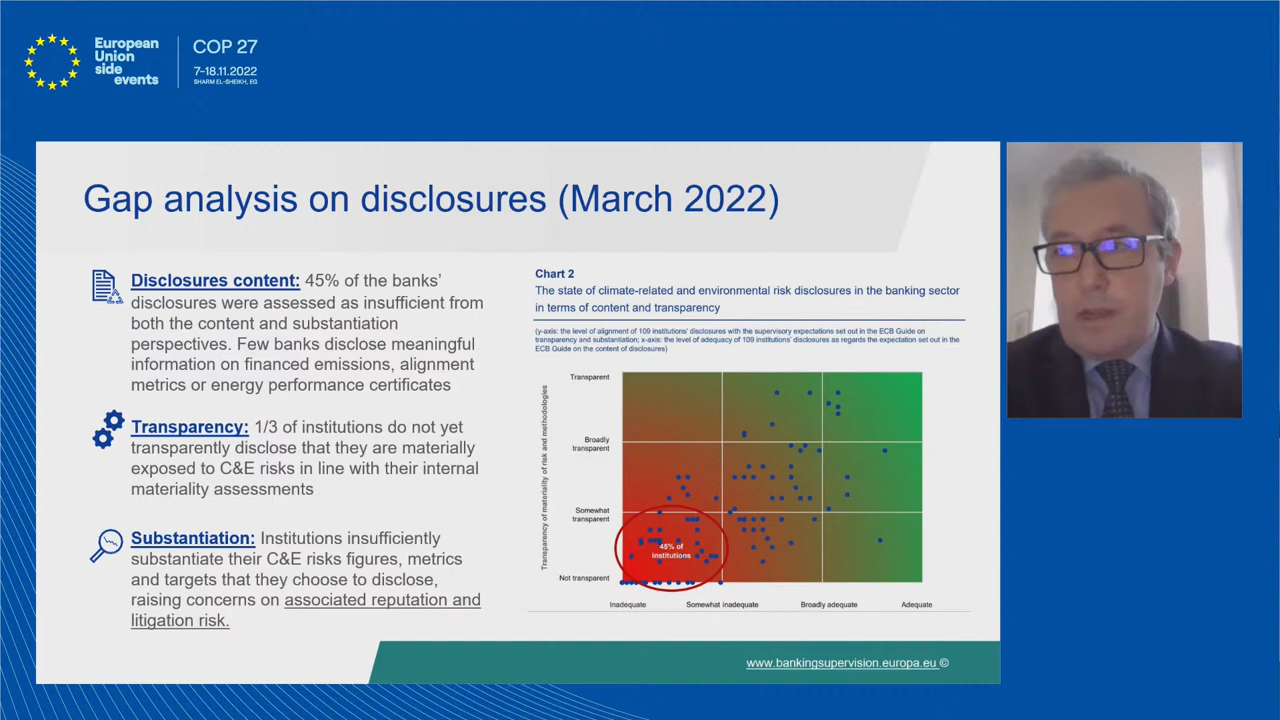 European
Union
side
events
COP 27
7-18.11.2022
SHARM EL-SHEIKH, EG
Gap analysis on disclosures (March 2022)
Disclosures content: 45% of the banks’
disclosures were assessed as insufficient from
both the content and substantiation
perspectives. Few banks disclose meaningful
information on financed emissions, alignment
metrics or energy performance certificates
Transparency: 1/3 of institutions do not yet
transparently disclose that they are materially
exposed to C&E risks in line with their internal
materiality assessments
Substantiation: Institutions insufficiently
substantiate their C&E risks figures, metrics
and targets that they choose to disclose,
raising concerns on associated reputation and
litigation risk.
Chart 2
The state of climate-related and environmental risk disclosures in the banking sector
in terms of content and transparency
(y-axis: the level of alignment of 109 institutions' disclosures with the supervisory expectations set out in the ECB Guide on
transparency and substantiation; x-axis: the level of adequacy of 109 institutions' disclosures as regards the expectation set out in the
ECB Guide on the content of disclosures)
Transparency of materiality of risk and methodologies
Transparent
Broadly
transparent
Somewhat
transparent
Not transparent
45% of
institutions
Inadequate
Somewhat inadequate
Broadly adequate
Adequate
www.bankingsupervision.europa.eu ©